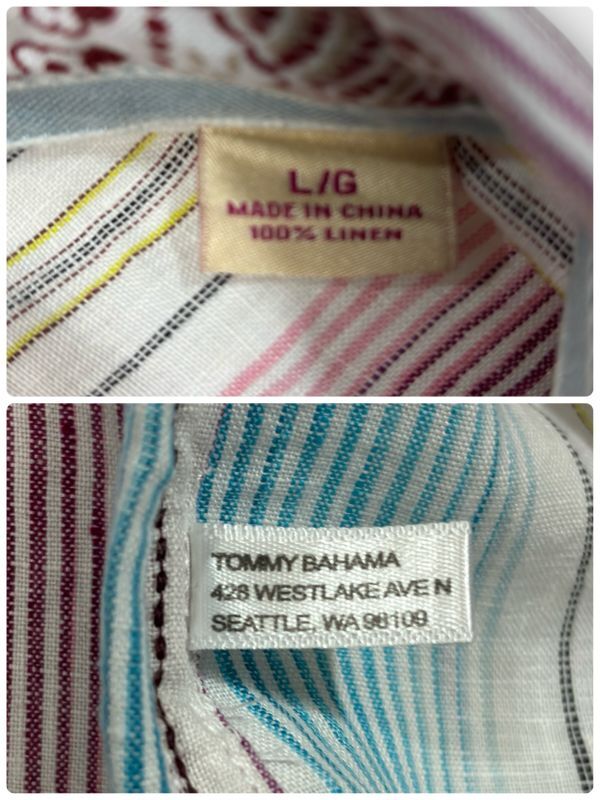 L/G
MADE IN CHINA
100% LINEN
TOMMY BAHAMA
428 WESTLAKE AVE N
SEATTLE, WA 98109